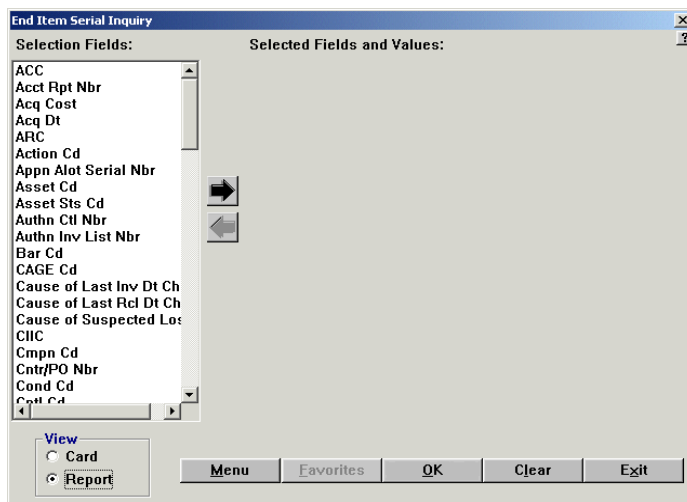 End Item Serial Inquiry
Selection Fields:
Selected Fields and Values:
?
ACC
Acct Rpt Nbr
Acq Cost
Acq Dt
ARC
Action Cd
Appn Alot Serial Nbr
Asset Cd
Asset Sts Cd
Authn Ctl Nbr
Authn Inv List Nbr
Bar Cd
CAGE Cd
Cause of Last Inv Dt Ch
Cause of Last Rcl Dt Ch
Cause of Suspected Los
CIIC
Cmpn Cd
Cntr/PO Nbr
Cond Cd
Cntl Cd
View
Card
Report
Menu
Favorites
OK
Clear
Exit